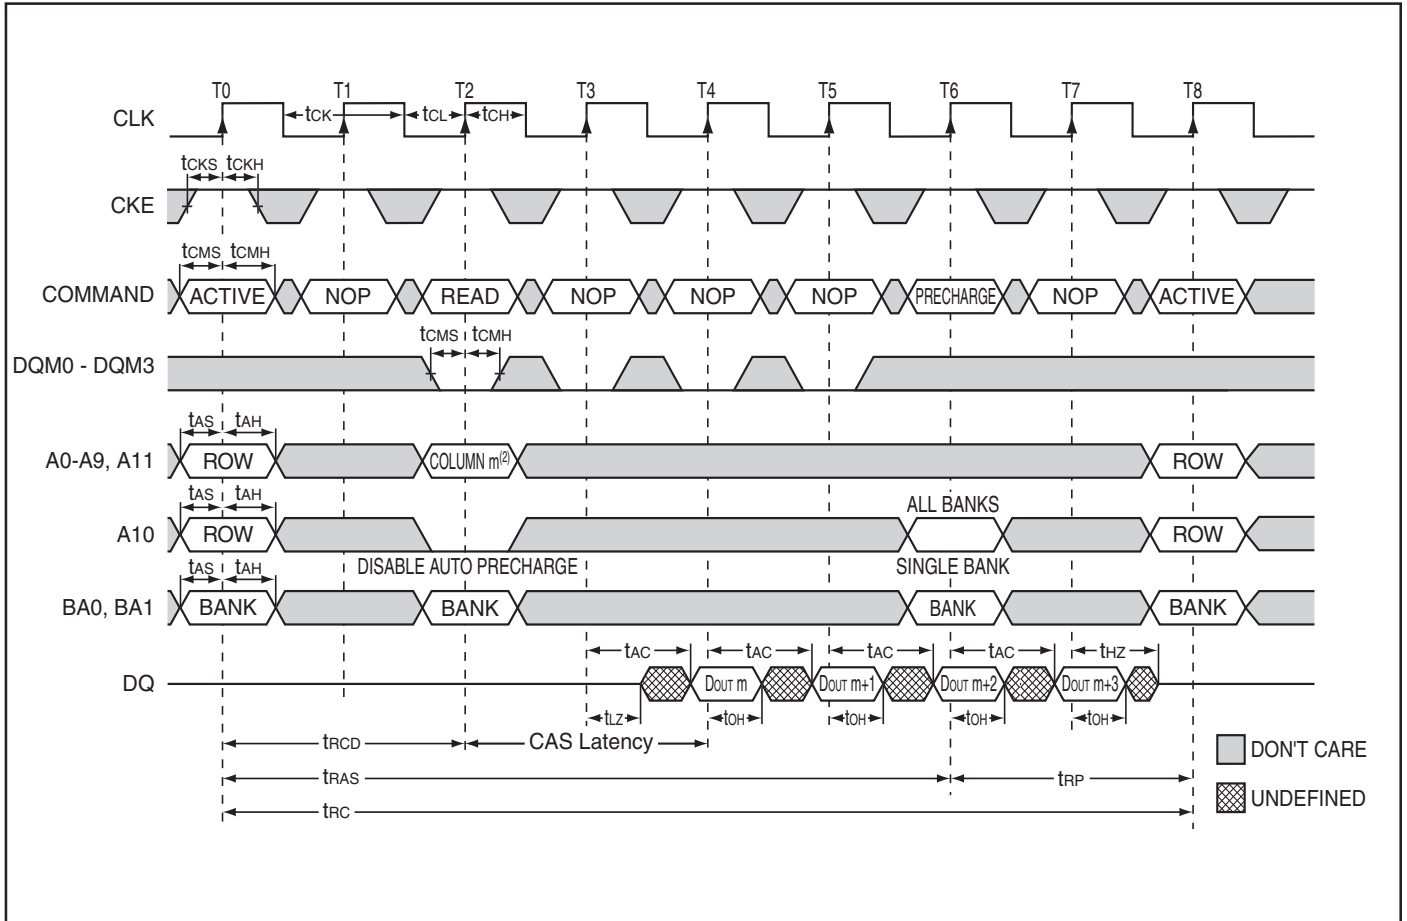 T0 T1 T2 T3 T4 T5 T6 T7 T8
CLK tCK tCL tCH
tCKS tCKH
CKE
tCMS tCMH
COMMAND ACTIVE NOP READ NOP NOP NOP PRECHARGE NOP ACTIVE
tCMS tCMH
DQM0 - DQM3
tAS tAH
A0-A9, A11 ROW COLUMN m(2) ROW
tAS tAH ALL BANKS
A10 ROW ROW
tAS tAH DISABLE AUTO PRECHARGE SINGLE BANK
BA0, BA1 BANK BANK BANK BANK
tAC tAC tAC tAC tHZ
DQ DOUT m DOUT m+1 DOUT m+2 DOUT m+3
tLZ tOH tOH tOH tOH
tRCD CAS Latency
DON'T CARE
tRAS tRP
UNDEFINED
tRC